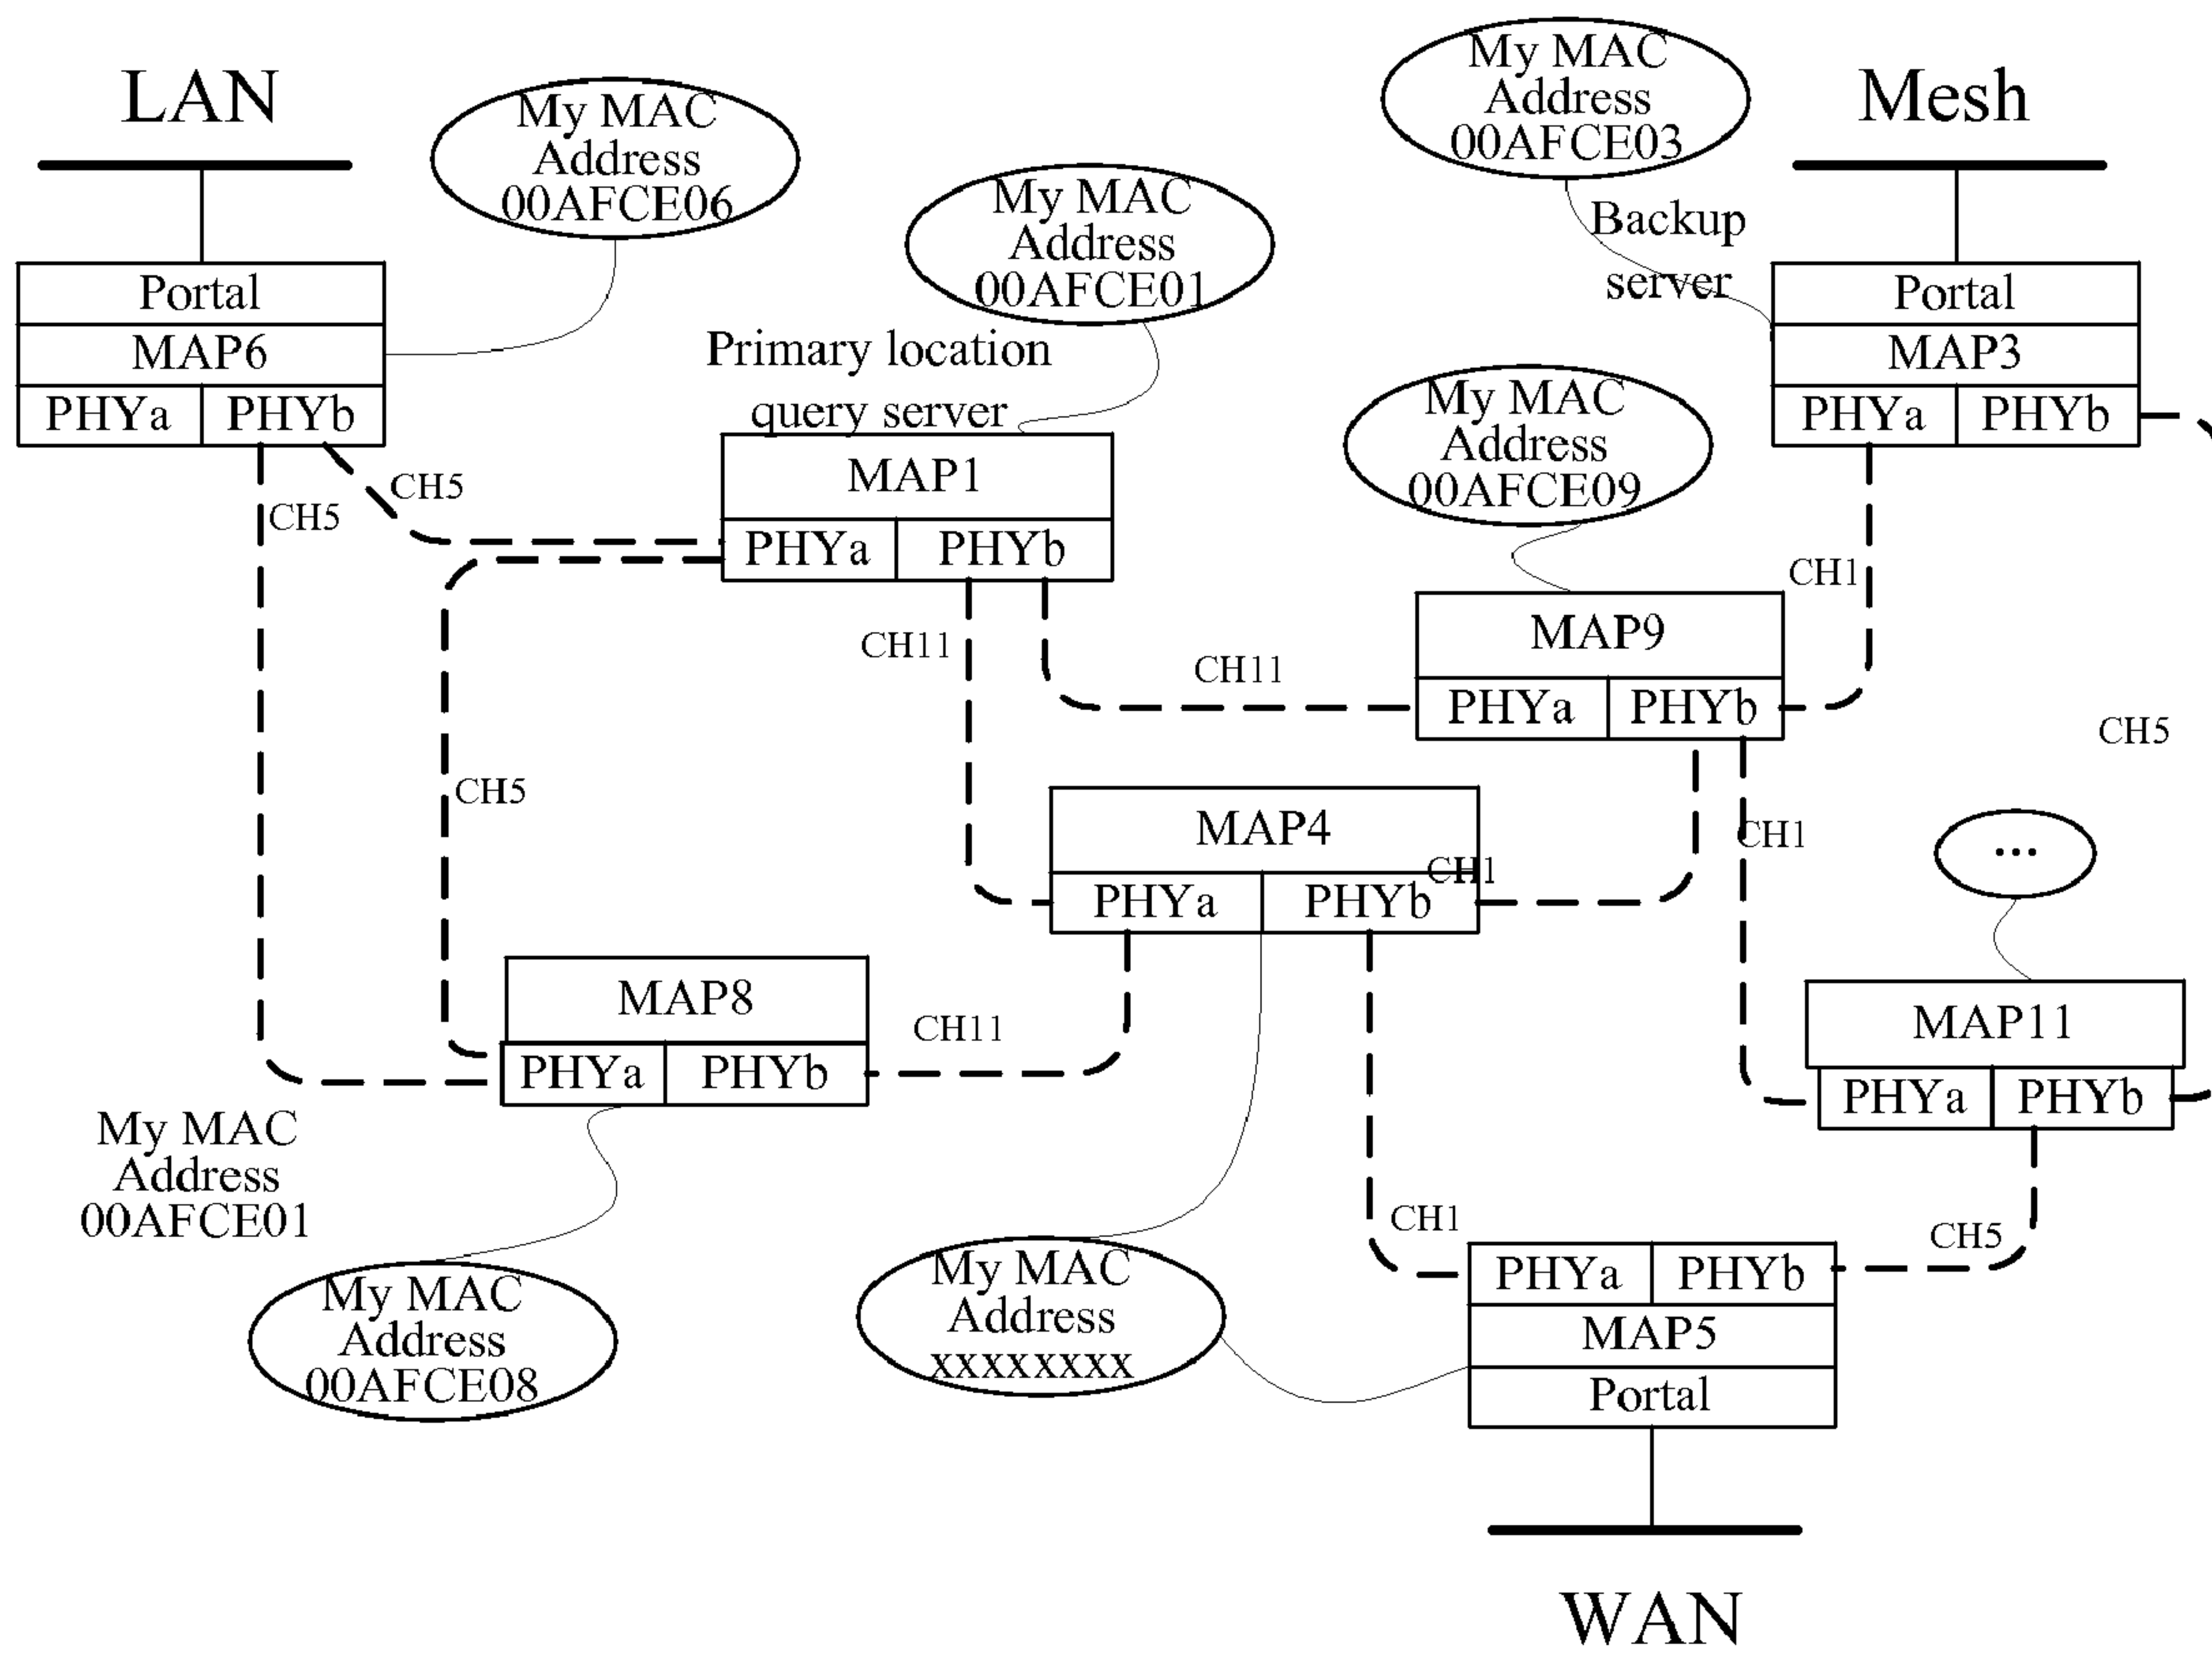 LAN
My MAC
Address
00AFCE06
My MAC
Address
00AFCE01
My MAC
Address
00AFCE03
Mesh
Backup
server
Portal
MAP6
PHYa PHYb
Primary location
query server
Portal
MAP3
PHYa PHYb
My MAC
Address
00AFCE09
MAP1
PHYa PHYb
CH5
CH5
CH1
CH11
CH11
MAP9
PHYa PHYb
CH5
CH5
MAP4
PHYa PHYb
CH1
CH1
...
MAP8
PHYa PHYb
CH11
MAP11
PHYa PHYb
My MAC
Address
00AFCE01
My MAC
Address
00AFCE08
My MAC
Address
xxxxxxxx
CH1
CH5
PHYa PHYb
MAP5
Portal
WAN